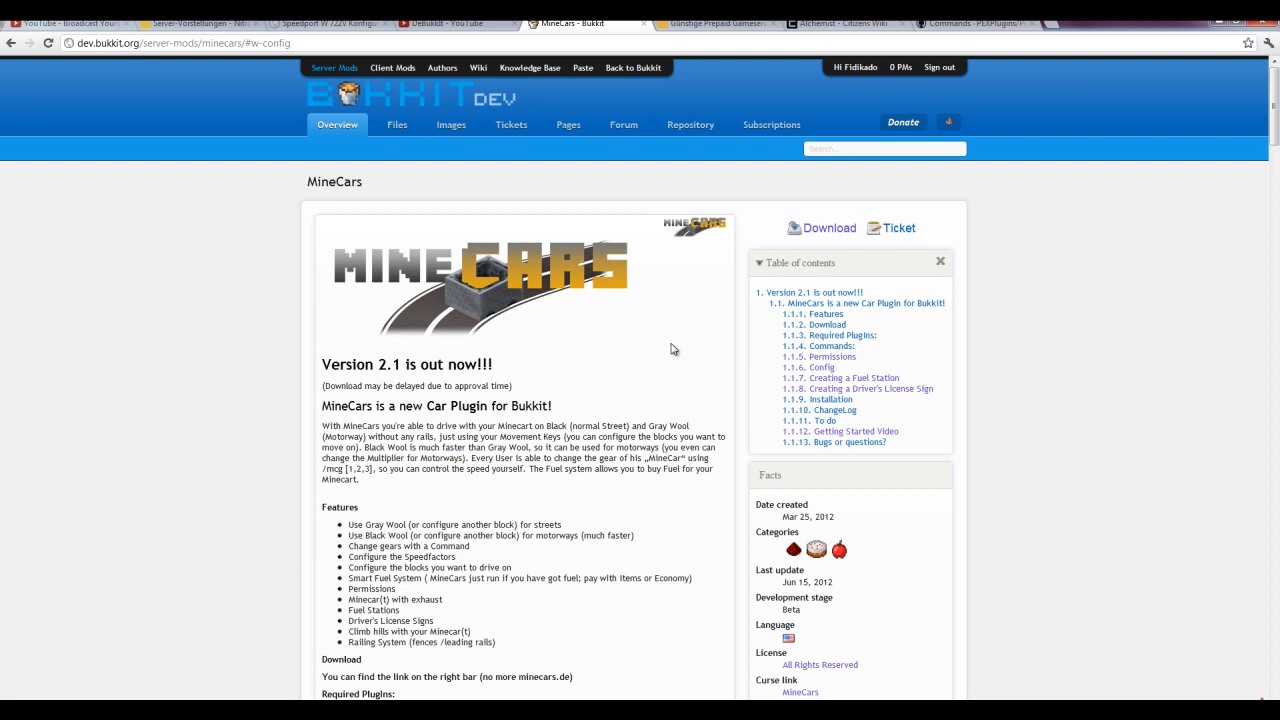 YouTube - Broadcast Yours
Server-Vorstellungen - Nitr
Speedport W 722V Konfigu
DeBukkit - YouTube
MineCars - Bukkit
Günstige Prepaid Gameserv
Alchemist - Citizens Wiki
Commands - PEXPlugins/P
dev.bukkit.org/server-mods/minecars/#w-config
Server Mods Client Mods Authors Wiki Knowledge Base Paste Back to Bukkit
Hi Fidikado 0 PMs Sign out
BUKKIT DEV
Overview Files Images Tickets Pages Forum Repository Subscriptions
Donate
Search...
MineCars
MINECARS
MINECARS
Version 2.1 is out now!!!
(Download may be delayed due to approval time)
MineCars is a new Car Plugin for Bukkit!
With MineCars you're able to drive with your Minecart on Black (normal Street) and Gray Wool
(Motorway) without any rails, just using your Movement Keys (you can configure the blocks you want to
move on). Black Wool is much faster than Gray Wool, so it can be used for motorways (you even can
change the Multiplier for Motorways). Every User is able to change the gear of his „MineCar“ using
/mcg [1,2,3], so you can control the speed yourself. The Fuel system allows you to buy Fuel for your
Minecart.
Features
• Use Gray Wool (or configure another block) for streets
• Use Black Wool (or configure another block) for motorways (much faster)
• Change gears with a Command
• Configure the Speedfactors
• Configure the blocks you want to drive on
• Smart Fuel System ( MineCars just run if you have got fuel; pay with Items or Economy)
• Permissions
• Minecar(t) with exhaust
• Fuel Stations
• Driver's License Signs
• Climb hills with your Minecar(t)
• Railing System (fences /leading rails)
Download
You can find the link on the right bar (no more minecars.de)
Required PlugIns:
Download Ticket
Table of contents
1. Version 2.1 is out now!!!
1.1. MineCars is a new Car Plugin for Bukkit!
1.1.1. Features
1.1.2. Download
1.1.3. Required PlugIns:
1.1.4. Commands:
1.1.5. Permissions
1.1.6. Config
1.1.7. Creating a Fuel Station
1.1.8. Creating a Driver's License Sign
1.1.9. Installation
1.1.10. ChangeLog
1.1.11. To do
1.1.12. Getting Started Video
1.1.13. Bugs or questions?
Facts
Date created
Mar 25, 2012
Categories
Last update
Jun 15, 2012
Development stage
Beta
Language
License
All Rights Reserved
Curse link
MineCars